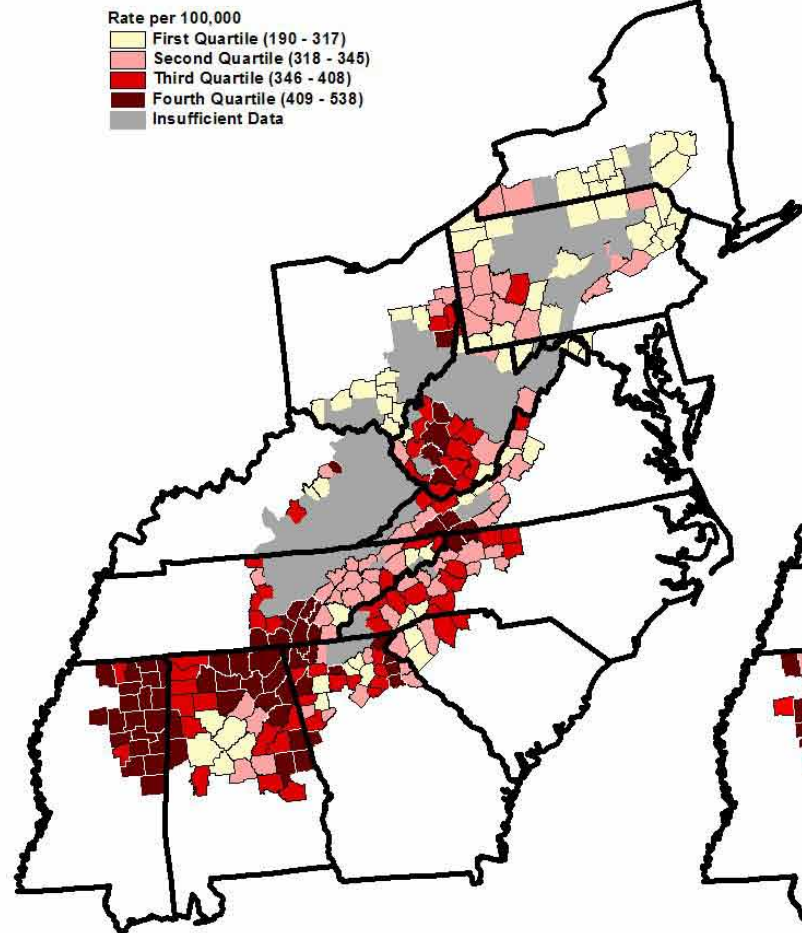 Rate per 100,000
First Quartile (190 - 317)
Second Quartile (318 - 345)
Third Quartile (346 - 408)
Fourth Quartile (409 - 538)
Insufficient Data